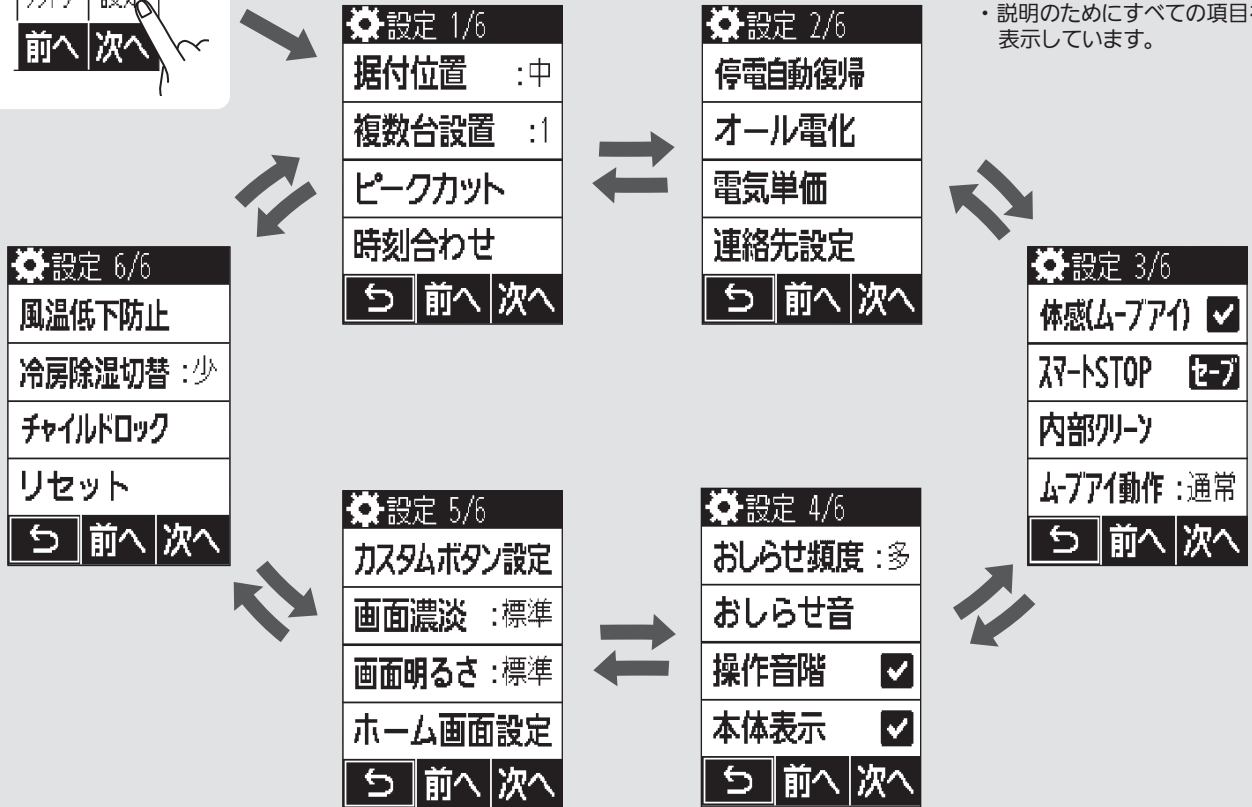 前へ 次へ
設定 1/6
据付位置 :中
複数台設置 :1
ピークカット
時刻合わせ
前へ 次へ
設定 2/6
停電自動復帰
オール電化
電気単価
連絡先設定
前へ 次へ
・説明のためにすべての項目
表示しています。
設定 3/6
体感(ムーブアイ)
スマートSTOP セーブ
内部クリーン
ムーブアイ動作 :通常
前へ 次へ
設定 4/6
おしらせ頻度 :多
おしらせ音
操作音階
本体表示
前へ 次へ
設定 5/6
カスタムボタン設定
画面濃淡 :標準
画面明るさ :標準
ホーム画面設定
前へ 次へ
設定 6/6
風温低下防止
冷房除湿切替 :少
チャイルドロック
リセット
前へ 次へ